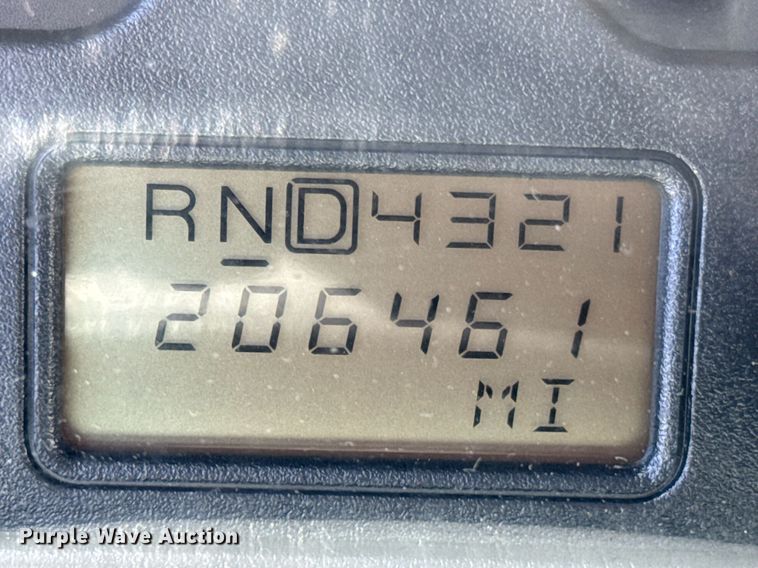 RND4321
206461
MI
Purple Wave Auction